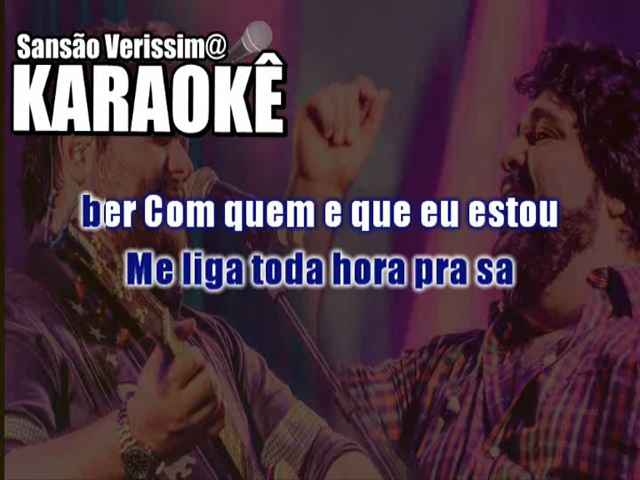 Sansão Verissim@
KARAOKÊ
ber Com quem e que eu estou
Me liga toda hora pra sa